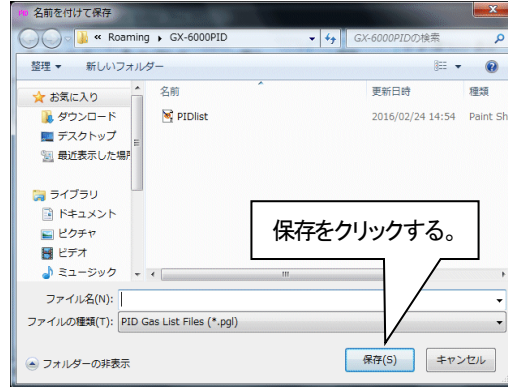 PID 名前を付けて保存
« Roaming ▸ GX-6000PID
GX-6000PIDの検索
整理 ▼ 新しいフォルダー
お気に入り
ダウンロード
デスクトップ
最近表示した場所
ライブラリ
ドキュメント
ピクチャ
ビデオ
ミュージック
名前 更新日時 種類
PIDlist 2016/02/24 14:54 Paint Sh
保存をクリックする。
ファイル名(N):
ファイルの種類(T): PID Gas List Files (*.pgl)
フォルダーの非表示
保存(S) キャンセル